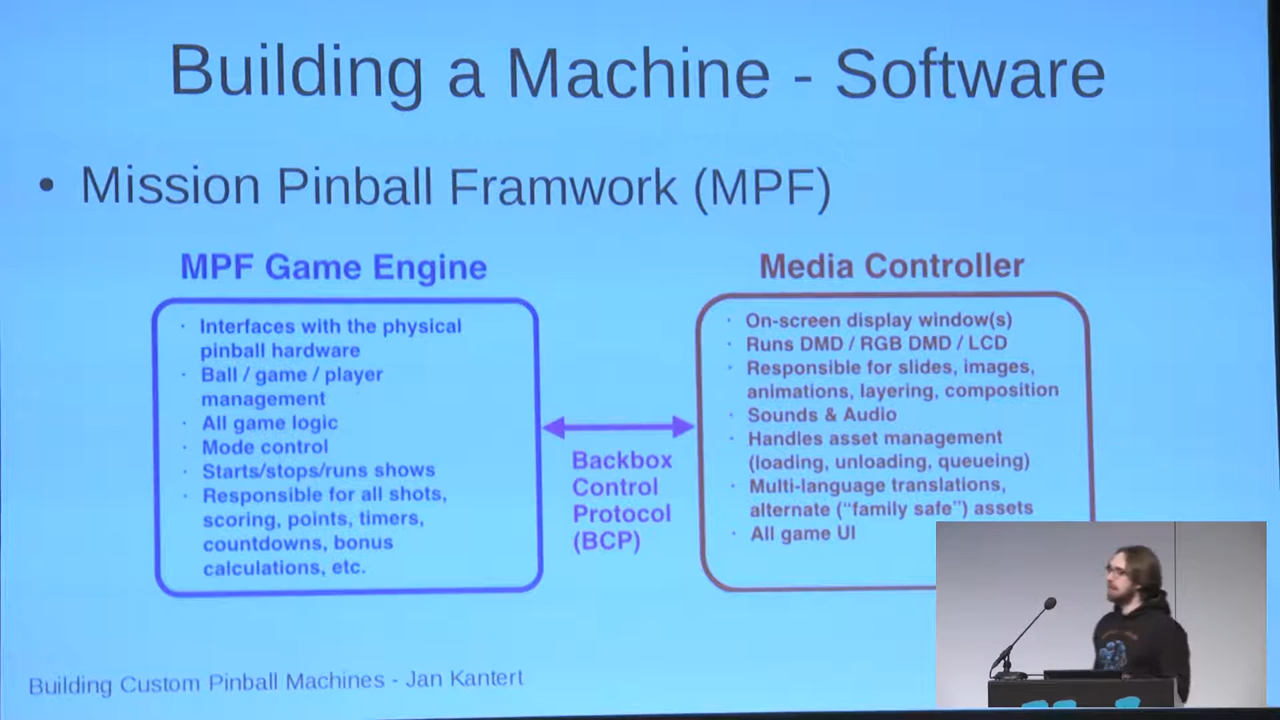 Building a Machine - Software
• Mission Pinball Framwork (MPF)
MPF Game Engine
· Interfaces with the physical
pinball hardware
· Ball / game / player
management
· All game logic
· Mode control
· Starts/stops/runs shows
· Responsible for all shots,
scoring, points, timers,
countdowns, bonus
calculations, etc.
Backbox
Control
Protocol
(BCP)
Media Controller
· On-screen display window(s)
· Runs DMD / RGB DMD / LCD
· Responsible for slides, images,
animations, layering, composition
· Sounds & Audio
· Handles asset management
(loading, unloading, queueing)
· Multi-language translations,
alternate (“family safe”) assets
· All game UI
Building Custom Pinball Machines - Jan Kantert